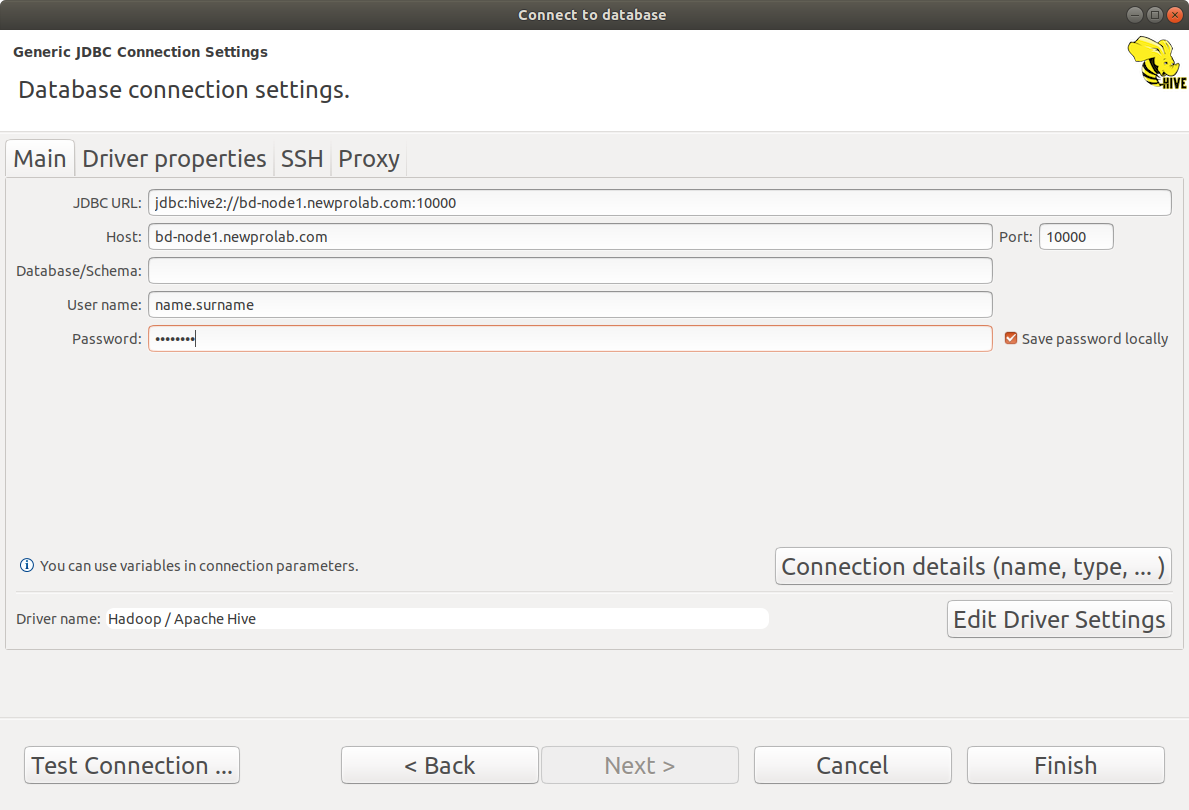 Connect to database
Generic JDBC Connection Settings
Database connection settings.
HIVE
Main Driver properties SSH Proxy
JDBC URL: jdbc:hive2://bd-node1.newprolab.com:10000
Host: bd-node1.newprolab.com Port: 10000
Database/Schema:
User name: name.surname
Password: •••••••• Save password locally
You can use variables in connection parameters.
Connection details (name, type, ... )
Driver name: Hadoop / Apache Hive
Edit Driver Settings
Test Connection ... < Back Next > Cancel Finish